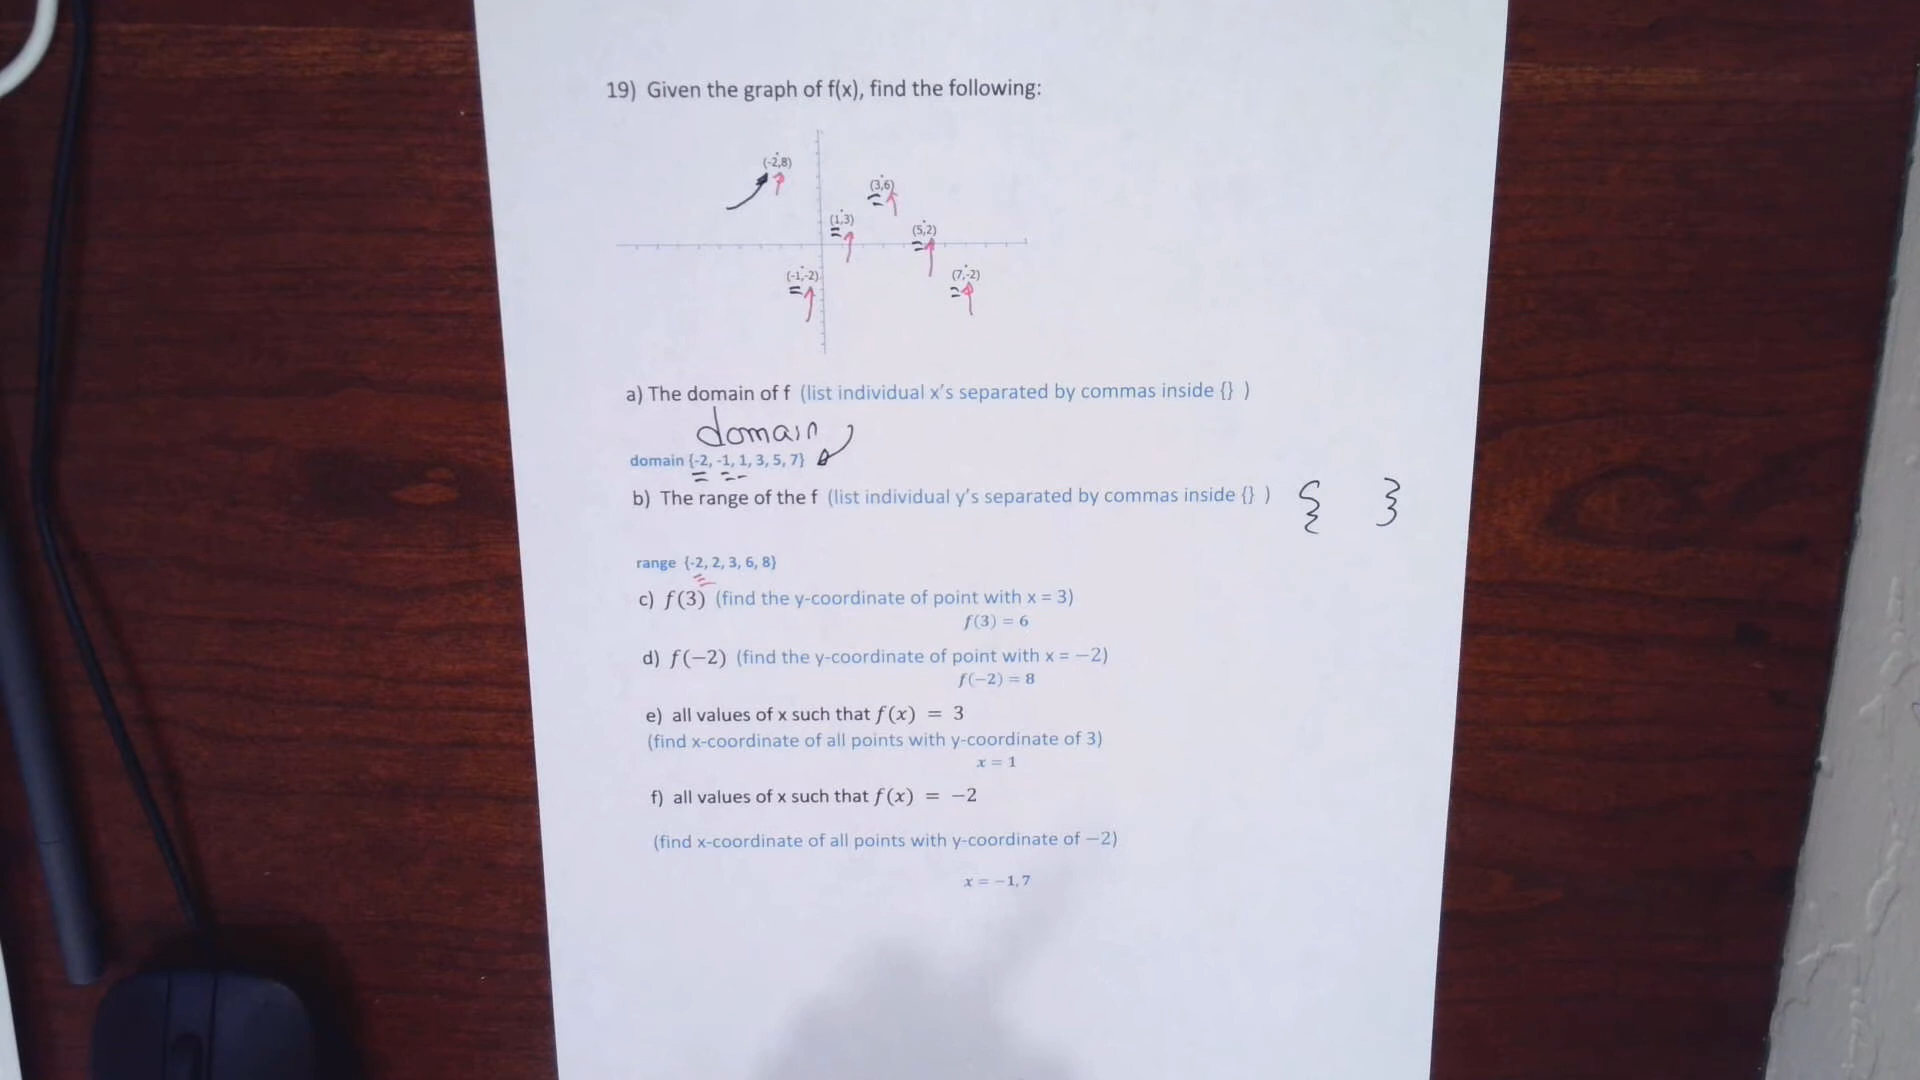 19) Given the graph of f(x), find the following:
(-2,8)
(3,6)
(1,3)
(5,2)
(-1,-2)
(7,-2)
a) The domain of f (list individual x's separated by commas inside {} )
domain
domain {-2, -1, 1, 3, 5, 7}
b) The range of the f (list individual y's separated by commas inside {} ) { }
range {-2, 2, 3, 6, 8}
c) f(3) (find the y-coordinate of point with x = 3)
f(3) = 6
d) f(−2) (find the y-coordinate of point with x = −2)
f(−2) = 8
e) all values of x such that f(x) = 3
(find x-coordinate of all points with y-coordinate of 3)
x = 1
f) all values of x such that f(x) = −2
(find x-coordinate of all points with y-coordinate of −2)
x = −1, 7